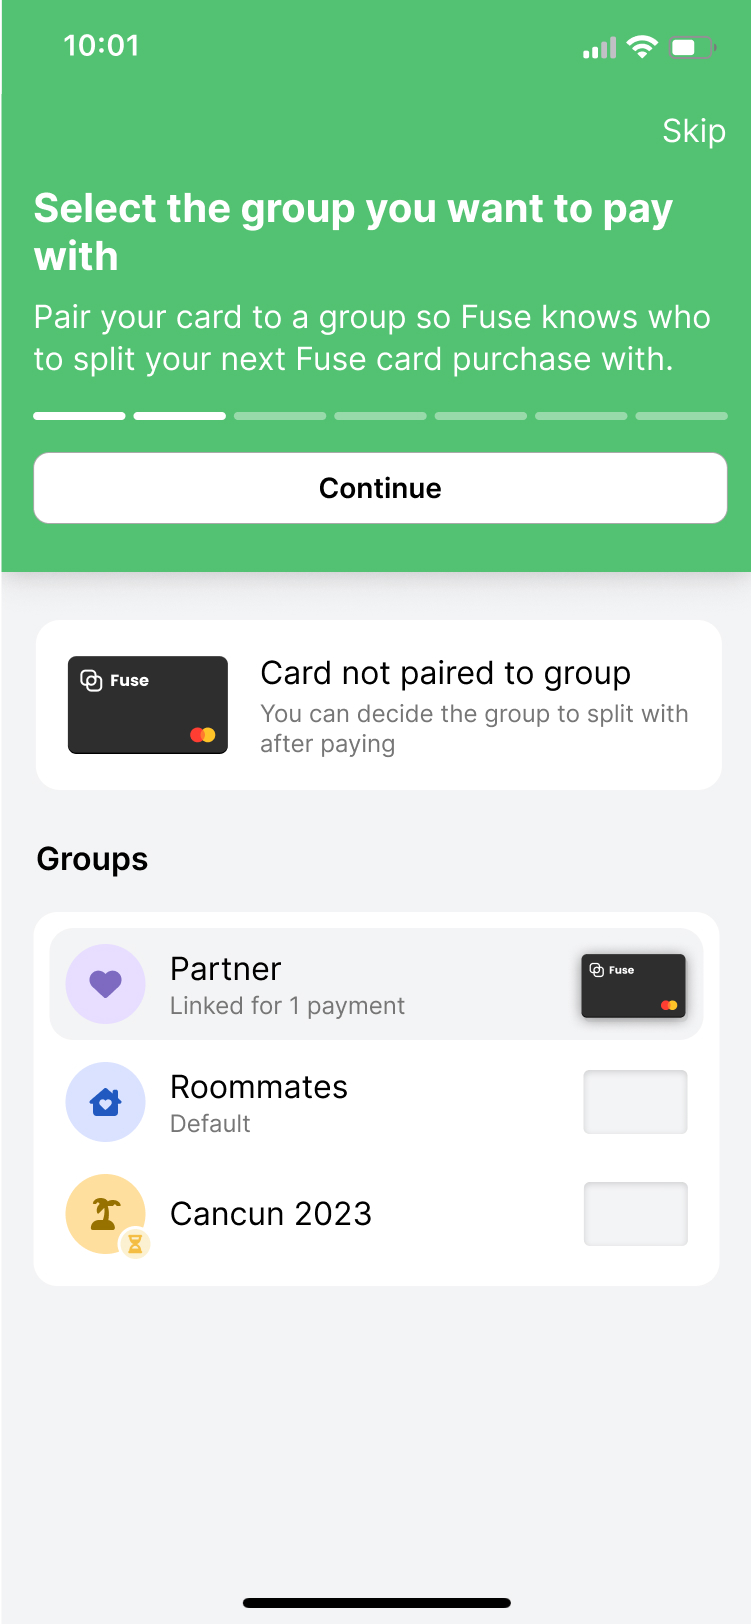 10:01
Skip
Select the group you want to pay
with
Pair your card to a group so Fuse knows who
to split your next Fuse card purchase with.
Continue
Fuse
Card not paired to group
You can decide the group to split with
after paying
Groups
Partner
Linked for 1 payment
Fuse
Roommates
Default
Cancun 2023